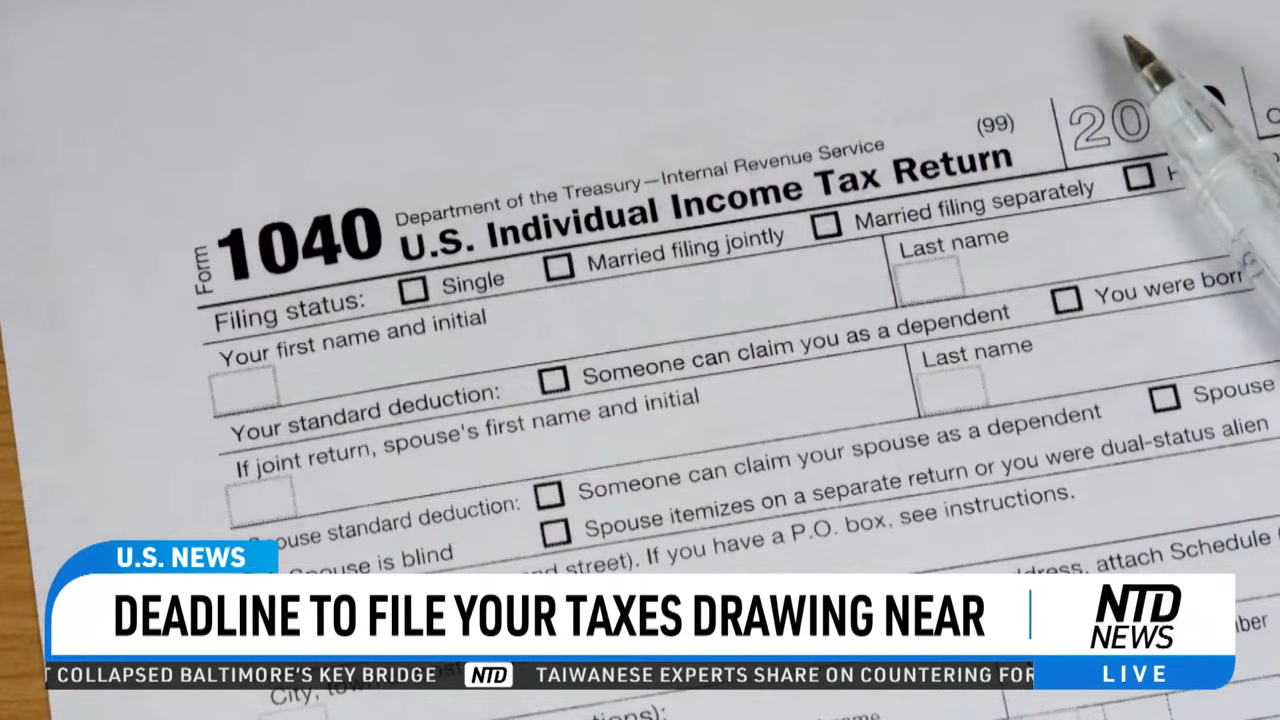 (99)
20
Department of the Treasury—Internal Revenue Service
Form
1040
U.S. Individual Income Tax Return
Filing status:
Single
Married filing jointly
Married filing separately
Your first name and initial
Last name
Your standard deduction:
Someone can claim you as a dependent
You were born
If joint return, spouse's first name and initial
Last name
spouse standard deduction:
Someone can claim your spouse as a dependent
Spouse
Spouse is blind
Spouse itemizes on a separate return or you were dual-status alien
and street). If you have a P.O. box, see instructions.
address, attach Schedule
U.S. NEWS
DEADLINE TO FILE YOUR TAXES DRAWING NEAR
NTD
NEWS
LIVE
T COLLAPSED BALTIMORE'S KEY BRIDGE
NTD
TAIWANESE EXPERTS SHARE ON COUNTERING FOR
City, town